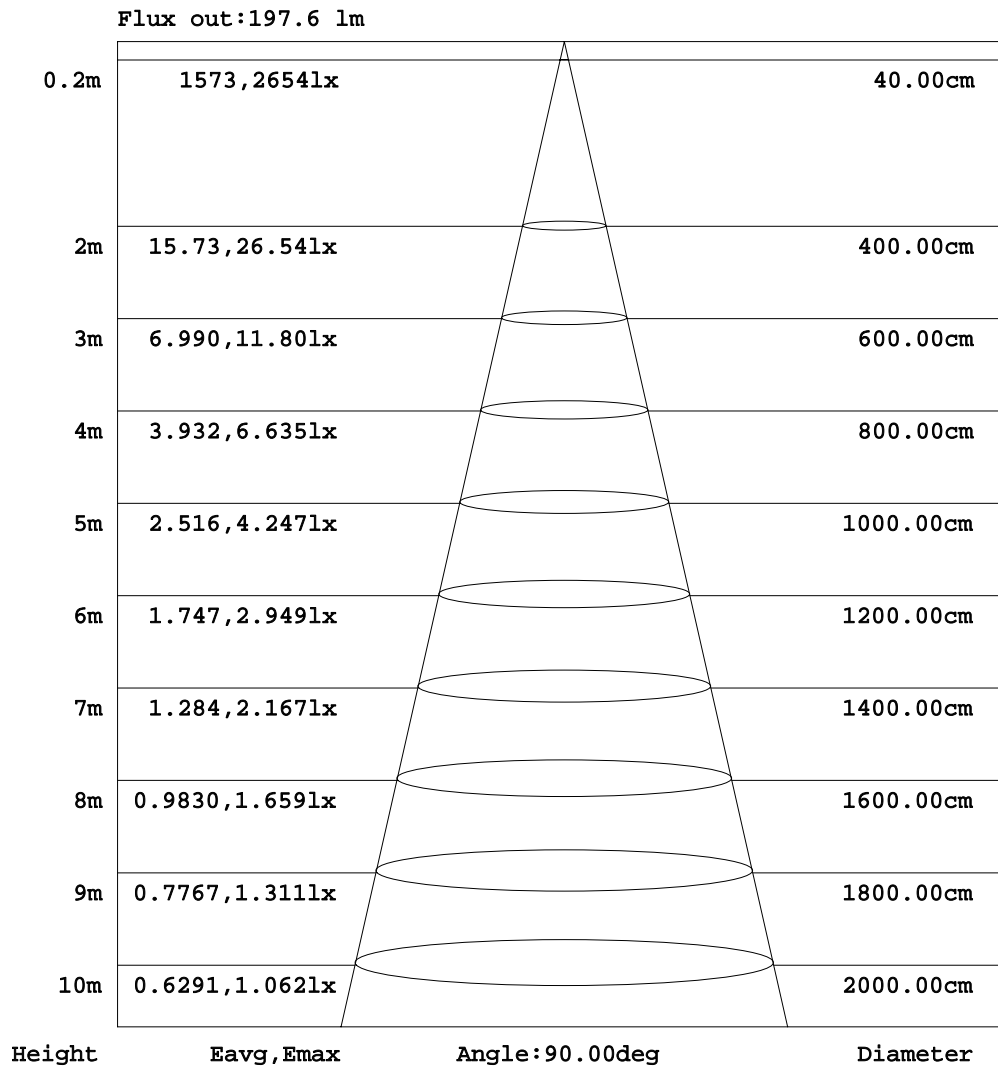 Flux out:197.6 lm
0.2m 1573,2654lx 40.00cm
2m 15.73,26.54lx 400.00cm
3m 6.990,11.80lx 600.00cm
4m 3.932,6.635lx 800.00cm
5m 2.516,4.247lx 1000.00cm
6m 1.747,2.949lx 1200.00cm
7m 1.284,2.167lx 1400.00cm
8m 0.9830,1.659lx 1600.00cm
9m 0.7767,1.311lx 1800.00cm
10m 0.6291,1.062lx 2000.00cm
Height Eavg,Emax Angle:90.00deg Diameter